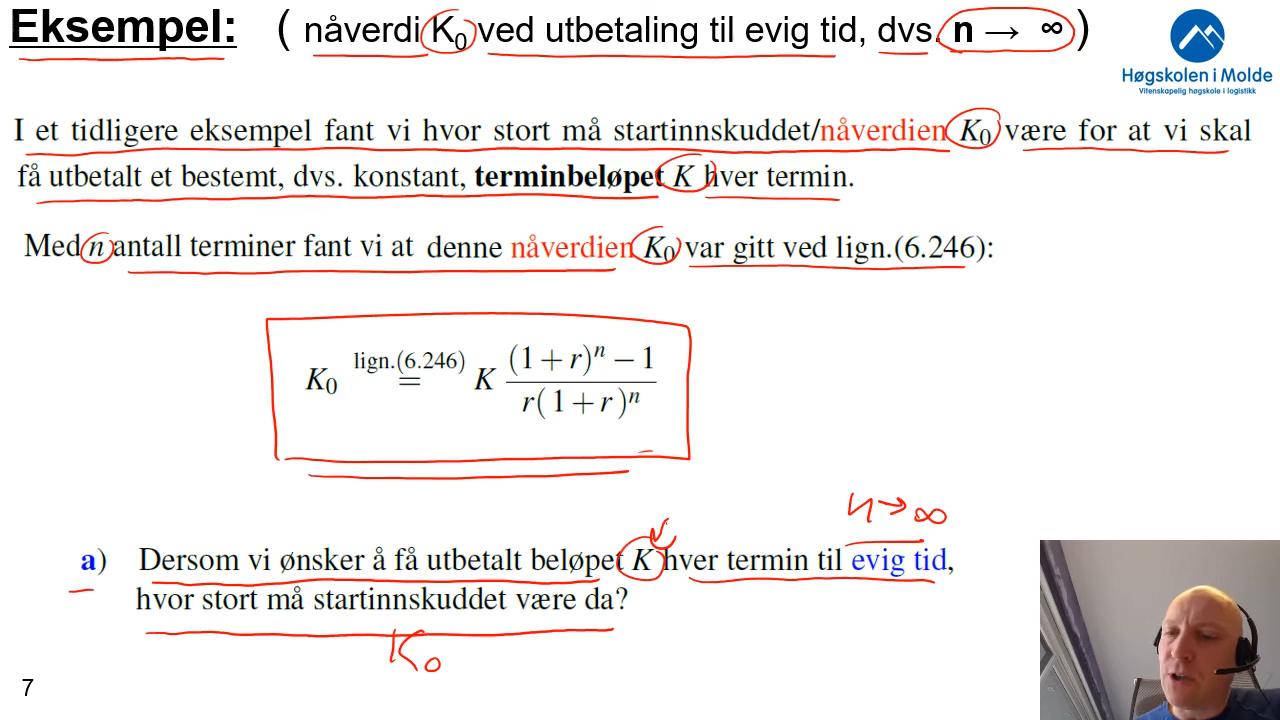 Eksempel: ( nåverdi K₀ ved utbetaling til evig tid, dvs. n → ∞ )
Høgskolen i Molde
Vitenskapelig høgskole i logistikk
I et tidligere eksempel fant vi hvor stort må startinnskuddet/nåverdien K₀ være for at vi skal
få utbetalt et bestemt, dvs. konstant, terminbeløpet K hver termin.
Med n antall terminer fant vi at denne nåverdien K₀ var gitt ved lign.(6.246):
K₀ lign.(6.246) = K ((1+r)ⁿ − 1) / (r(1+r)ⁿ)
n → ∞
a) Dersom vi ønsker å få utbetalt beløpet K hver termin til evig tid,
hvor stort må startinnskuddet være da?
K₀
7